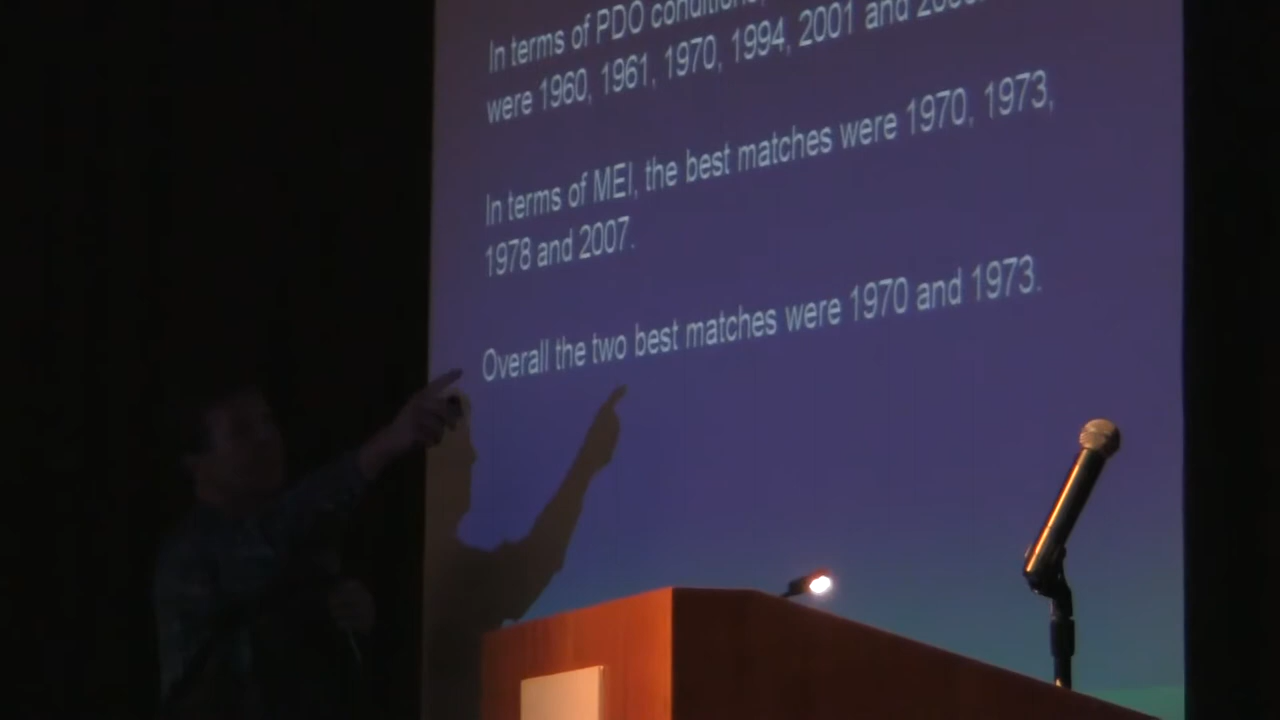 In terms of PDO conditions,
were 1960, 1961, 1970, 1994, 2001 and
In terms of MEI, the best matches were 1970, 1973,
1978 and 2007.
Overall the two best matches were 1970 and 1973.